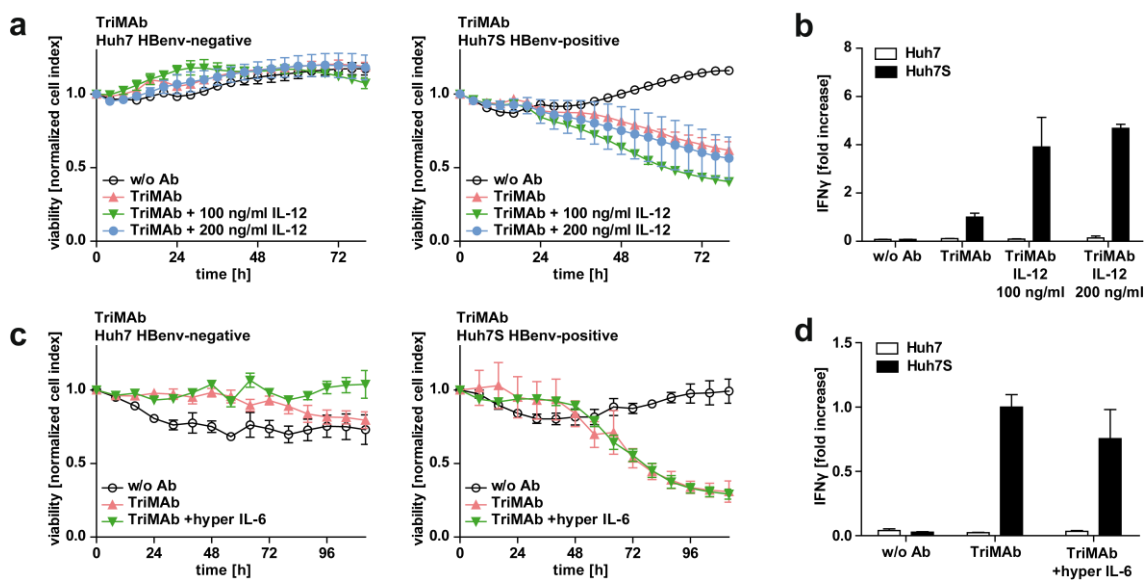 a
TriMAb
Huh7 HBenv-negative
viability [normalized cell index]
1.0
0.5
0.0
w/o Ab
TriMAb
TriMAb + 100 ng/ml IL-12
TriMAb + 200 ng/ml IL-12
0
24
48
72
time [h]
TriMAb
Huh7S HBenv-positive
viability [normalized cell index]
1.0
0.5
0.0
w/o Ab
TriMAb
TriMAb + 100 ng/ml IL-12
TriMAb + 200 ng/ml IL-12
0
24
48
72
time [h]
b
IFNγ [fold increase]
8
6
4
2
0
Huh7
Huh7S
w/o Ab
TriMAb
TriMAb
IL-12
100 ng/ml
TriMAb
IL-12
200 ng/ml
c
TriMAb
Huh7 HBenv-negative
viability [normalized cell index]
1.0
0.5
0.0
w/o Ab
TriMAb
TriMAb +hyper IL-6
0
24
48
72
96
time [h]
TriMAb
Huh7S HBenv-positive
viability [normalized cell index]
1.0
0.5
0.0
w/o Ab
TriMAb
TriMAb +hyper IL-6
0
24
48
72
96
time [h]
d
IFNγ [fold increase]
1.5
1.0
0.5
0.0
Huh7
Huh7S
w/o Ab
TriMAb
TriMAb
+hyper IL-6